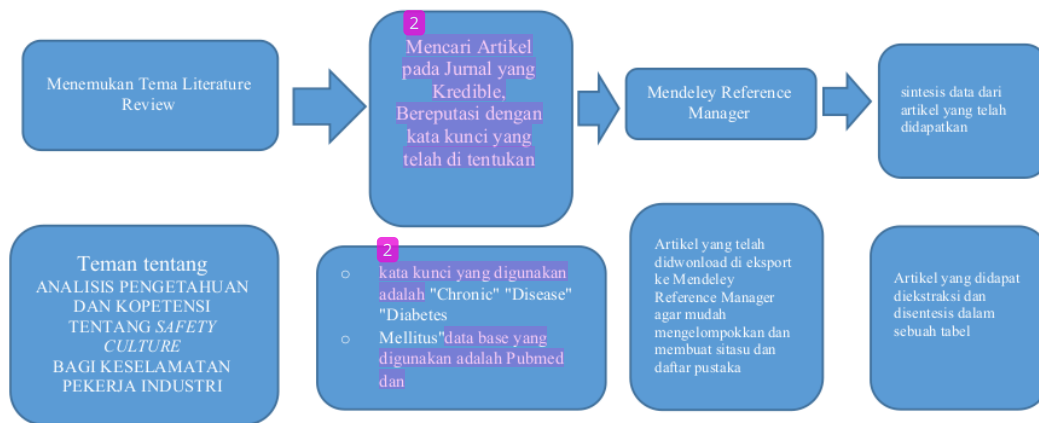 Menemukan Tema Literature
Review
2
Mencari Artikel
pada Jurnal yang
Kredible,
Bereputasi dengan
kata kunci yang
telah di tentukan
Mendeley Reference
Manager
sintesis data dari
artikel yang telah
didapatkan
Teman tentang
ANALISIS PENGETAHUAN
DAN KOPETENSI
TENTANG SAFETY
CULTURE
BAGI KESELAMATAN
PEKERJA INDUSTRI
2
kata kunci yang digunakan
adalah "Chronic" "Disease"
"Diabetes
Mellitus"data base yang
digunakan adalah Pubmed
dan
Artikel yang telah
didwonload di eksport
ke Mendeley
Reference Manager
agar mudah
mengelompokkan dan
membuat sitasu dan
daftar pustaka
Artikel yang didapat
diekstraksi dan
disentesis dalam
sebuah tabel